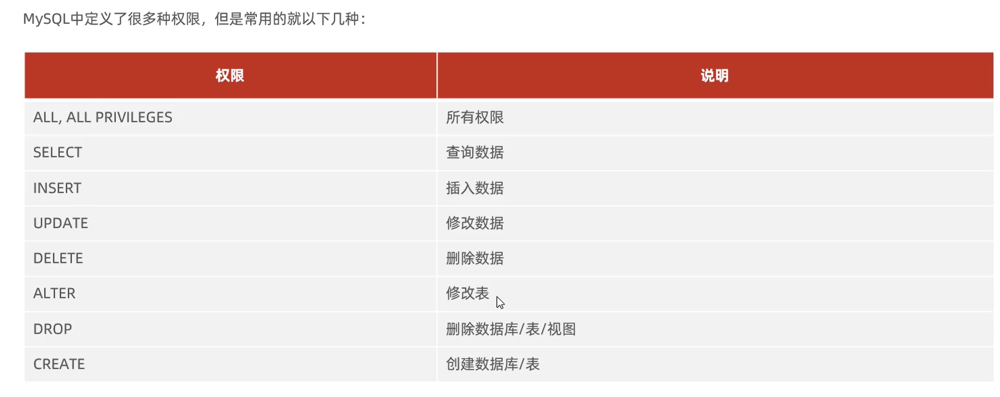 MySQL中定义了很多种权限，但是常用的就以下几种：
权限 说明
ALL, ALL PRIVILEGES 所有权限
SELECT 查询数据
INSERT 插入数据
UPDATE 修改数据
DELETE 删除数据
ALTER 修改表
DROP 删除数据库/表/视图
CREATE 创建数据库/表